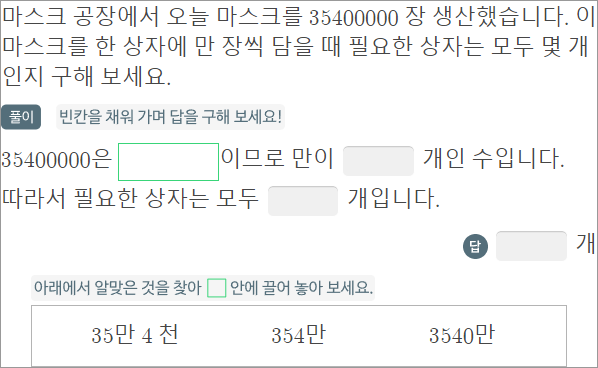 마스크 공장에서 오늘 마스크를 35400000 장 생산했습니다. 이
마스크를 한 상자에 만 장씩 담을 때 필요한 상자는 모두 몇 개
인지 구해 보세요.
풀이 빈칸을 채워 가며 답을 구해 보세요!
35400000은 이므로 만이 개인 수입니다.
따라서 필요한 상자는 모두 개입니다.
답 개
아래에서 알맞은 것을 찾아 안에 끌어 놓아 보세요.
35만 4 천 354만 3540만